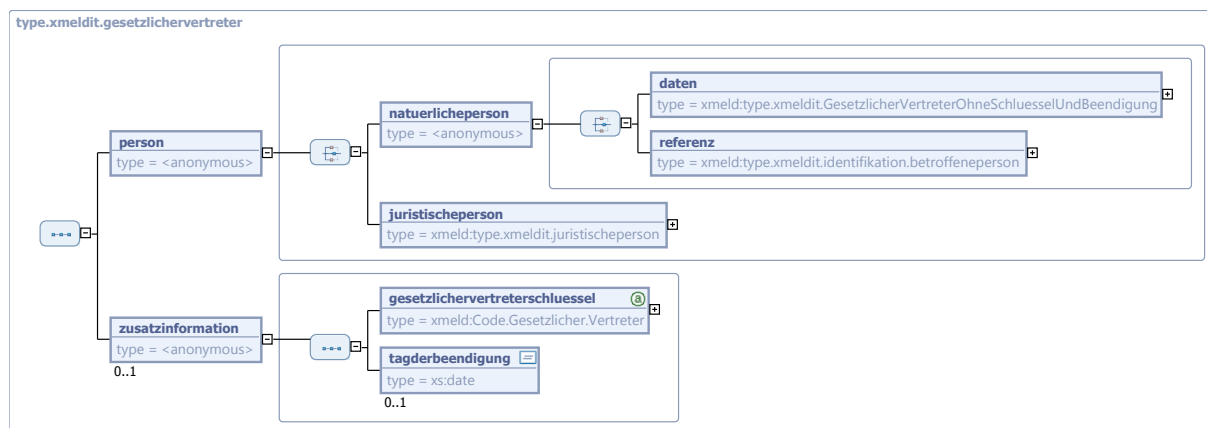 type.xmeldit.gesetzlichervertreter
person
type = <anonymous>
natuerlicheperson
type = <anonymous>
daten
type = xmeld:type.xmeldit.GesetzlicherVertreterOhneSchluesselUndBeendigung
referenz
type = xmeld:type.xmeldit.identifikation.betroffeneperson
juristischeperson
type = xmeld:type.xmeldit.juristischeperson
zusatzinformation
type = <anonymous>
0..1
gesetzlichervertreterschluessel
a
type = xmeld:Code.Gesetzlicher.Vertreter
tagderbeendigung
type = xs:date
0..1